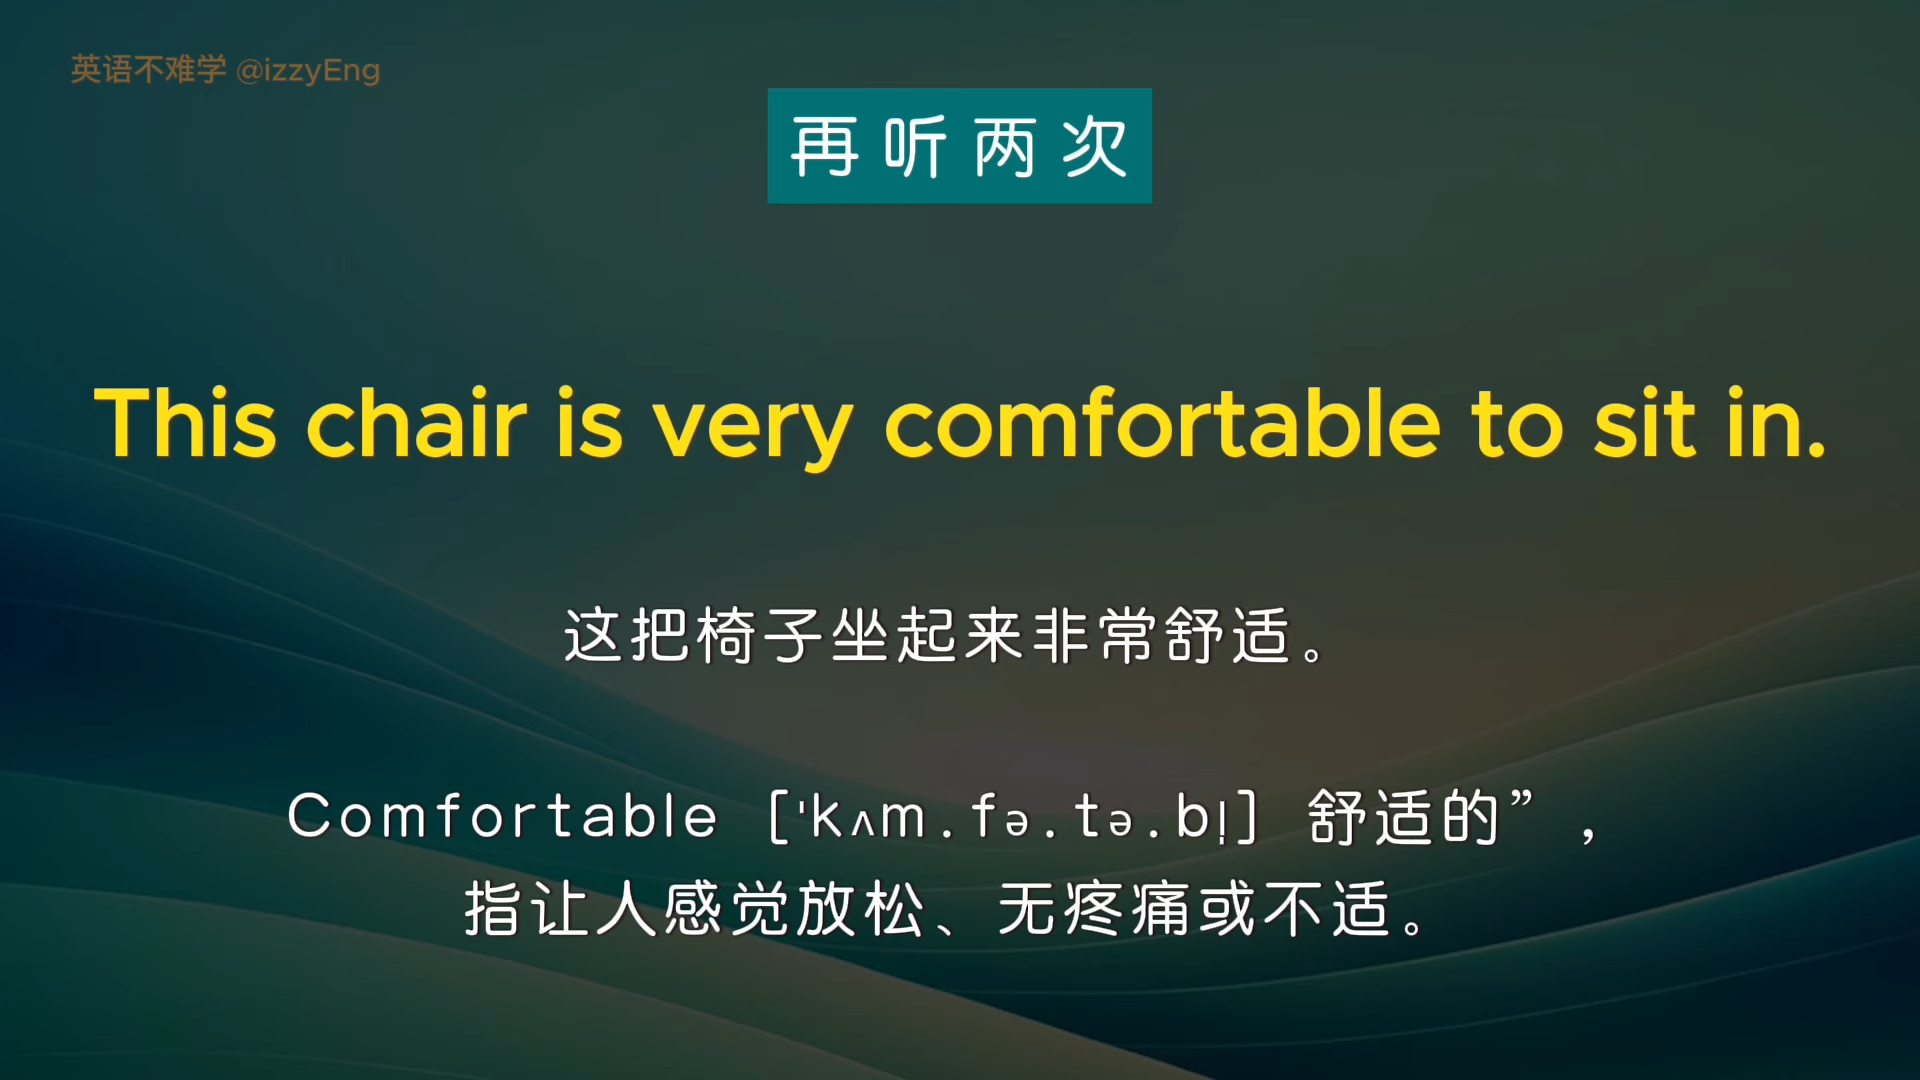 英语不难学 @izzyEng
再听两次
This chair is very comfortable to sit in.
这把椅子坐起来非常舒适。
Comfortable [ˈkʌm.fə.tə.bl̩] 舒适的”，
指让人感觉放松、无疼痛或不适。